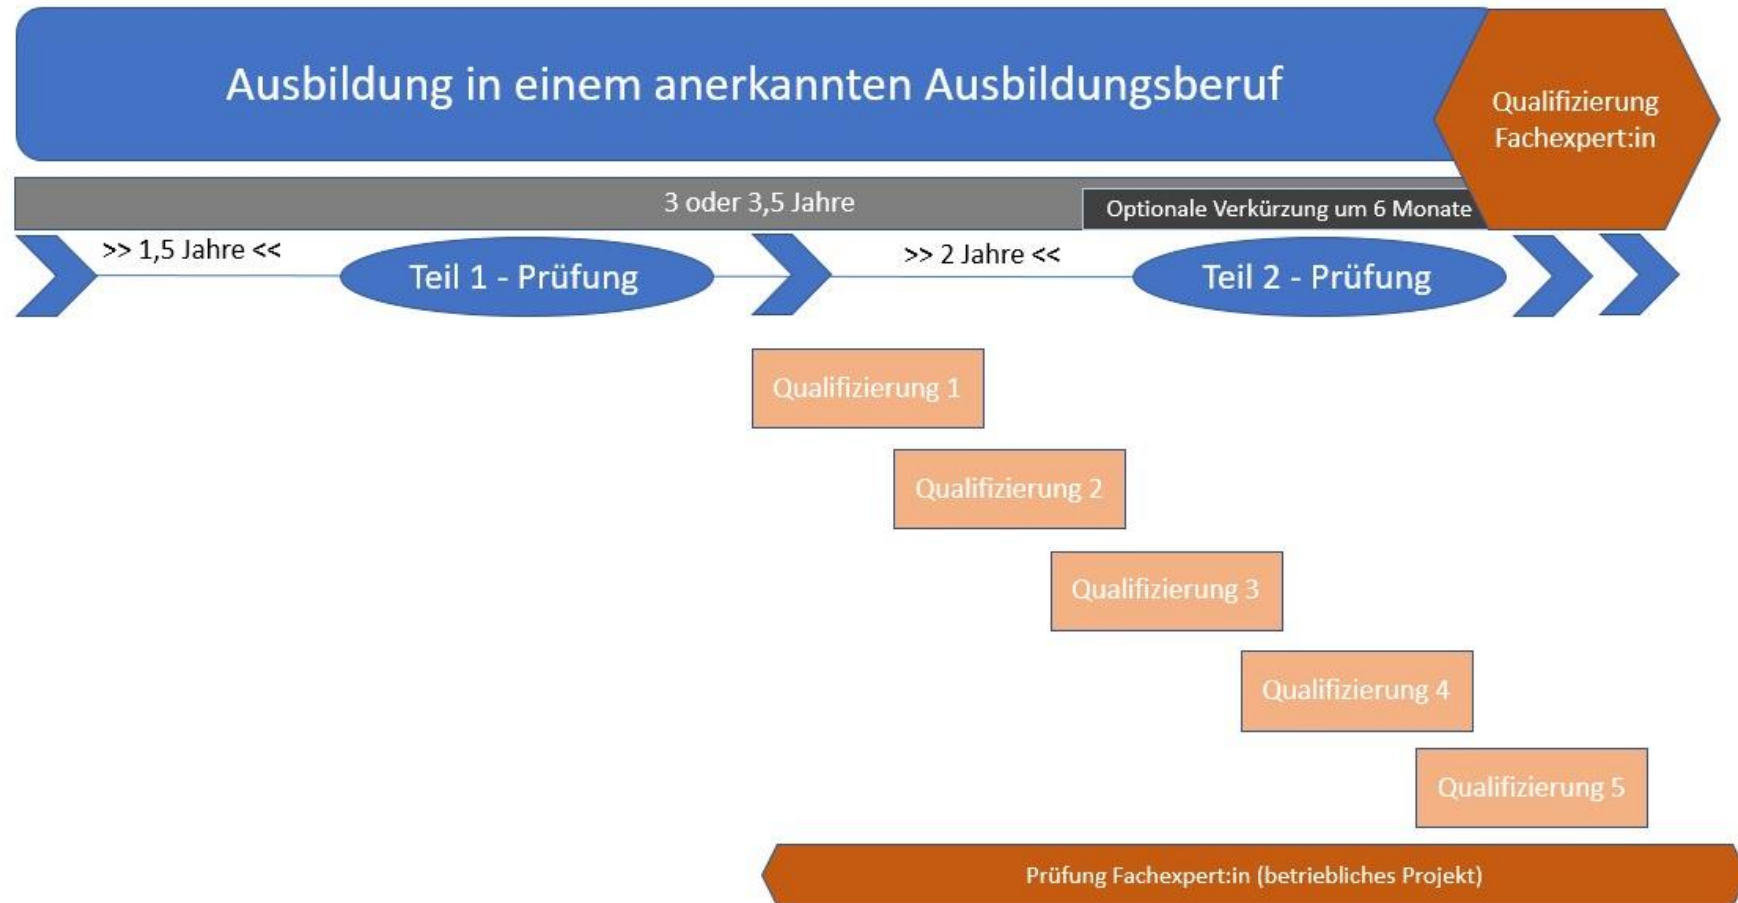 Ausbildung in einem anerkannten Ausbildungsberuf
Qualifizierung
Fachexpert:in
3 oder 3,5 Jahre
Optionale Verkürzung um 6 Monate
>> 1,5 Jahre <<
Teil 1 - Prüfung
>> 2 Jahre <<
Teil 2 - Prüfung
Qualifizierung 1
Qualifizierung 2
Qualifizierung 3
Qualifizierung 4
Qualifizierung 5
Prüfung Fachexpert:in (betriebliches Projekt)